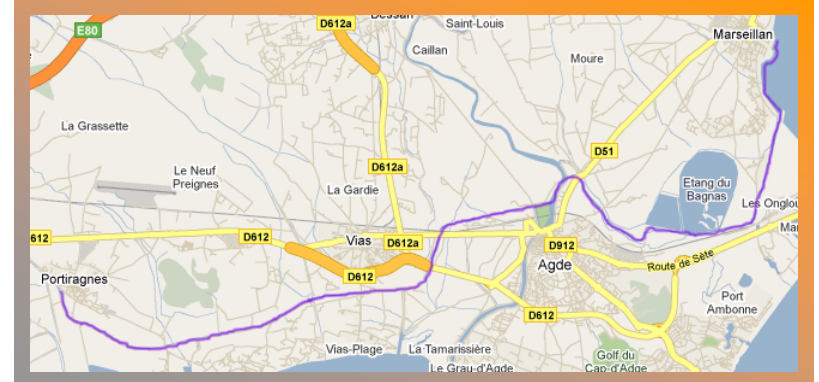 D612a
Bessan
Saint-Louis
E80
Marseillan
Caillan
Moure
La Grassette
D51
D612a
Le Neuf
Preignes
La Gardie
Etang du
Bagnas
Les Onglou
612
D612
Vias
D612a
D912
Agde
Route de Sète
Portiragnes
D612
Port
Ambonne
D612
Vias-Plage
La Tamarissière
Le Grau-d'Agde
Golf du
Cap-d'Agde